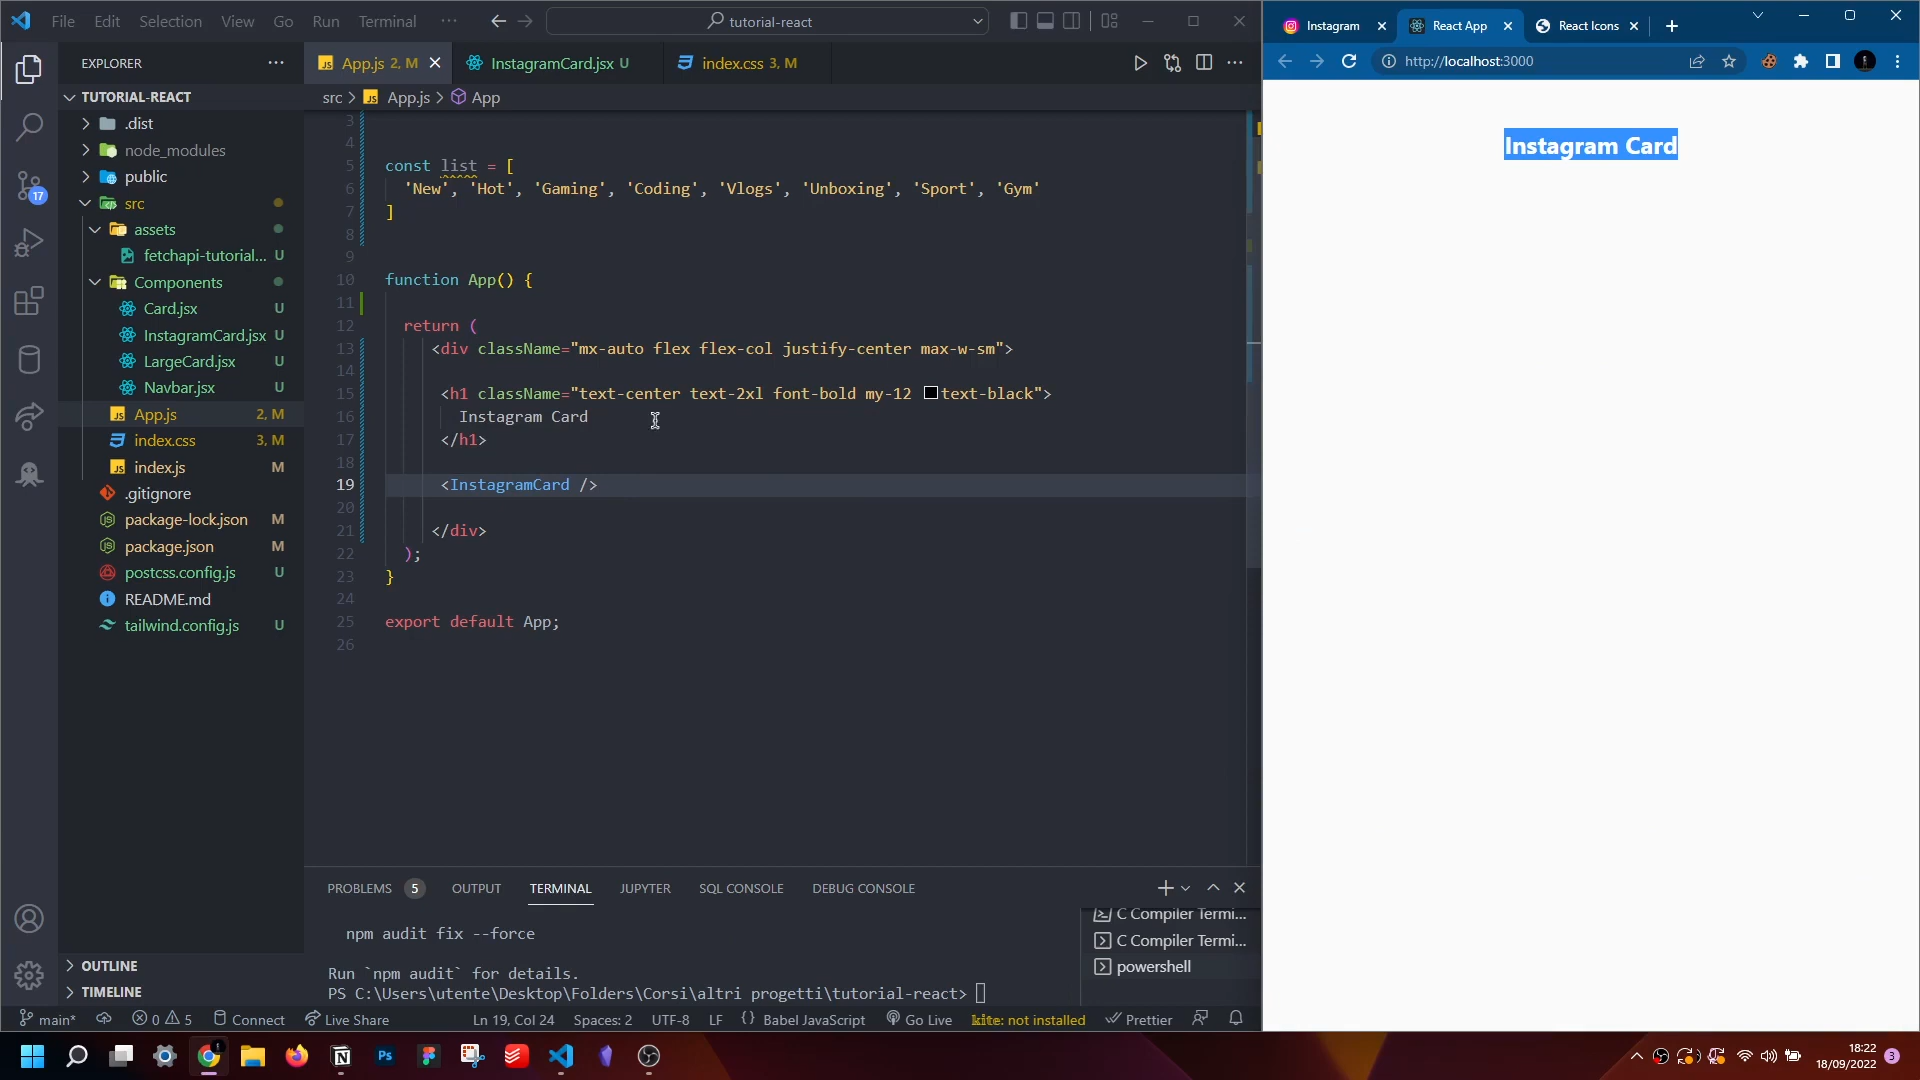 File Edit Selection View Go Run Terminal ··· tutorial-react
Instagram React App React Icons
http://localhost:3000
EXPLORER
TUTORIAL-REACT
.dist
node_modules
public
src
assets
fetchapi-tutorial... U
Components
Card.jsx U
InstagramCard.jsx U
LargeCard.jsx U
Navbar.jsx U
App.js 2, M
index.css 3, M
index.js M
.gitignore
package-lock.json M
package.json M
postcss.config.js U
README.md
tailwind.config.js U
OUTLINE
TIMELINE
17
App.js 2, M InstagramCard.jsx U index.css 3, M
src > App.js > App
3
4
5 const list = [
6 'New', 'Hot', 'Gaming', 'Coding', 'Vlogs', 'Unboxing', 'Sport', 'Gym'
7 ]
8
9
10 function App() {
11
12 return (
13 <div className="mx-auto flex flex-col justify-center max-w-sm">
14
15 <h1 className="text-center text-2xl font-bold my-12 text-black">
16 Instagram Card
17 </h1>
18
19 <InstagramCard />
20
21 </div>
22 );
23 }
24
25 export default App;
26
Instagram Card
PROBLEMS 5 OUTPUT TERMINAL JUPYTER SQL CONSOLE DEBUG CONSOLE
npm audit fix --force
Run `npm audit` for details.
PS C:\Users\utente\Desktop\Folders\Corsi\altri progetti\tutorial-react>
C Compiler Termi...
C Compiler Termi...
powershell
main* 0 5 Connect Live Share Ln 19, Col 24 Spaces: 2 UTF-8 LF Babel JavaScript Go Live kite: not installed Prettier
18:22
18/09/2022
3